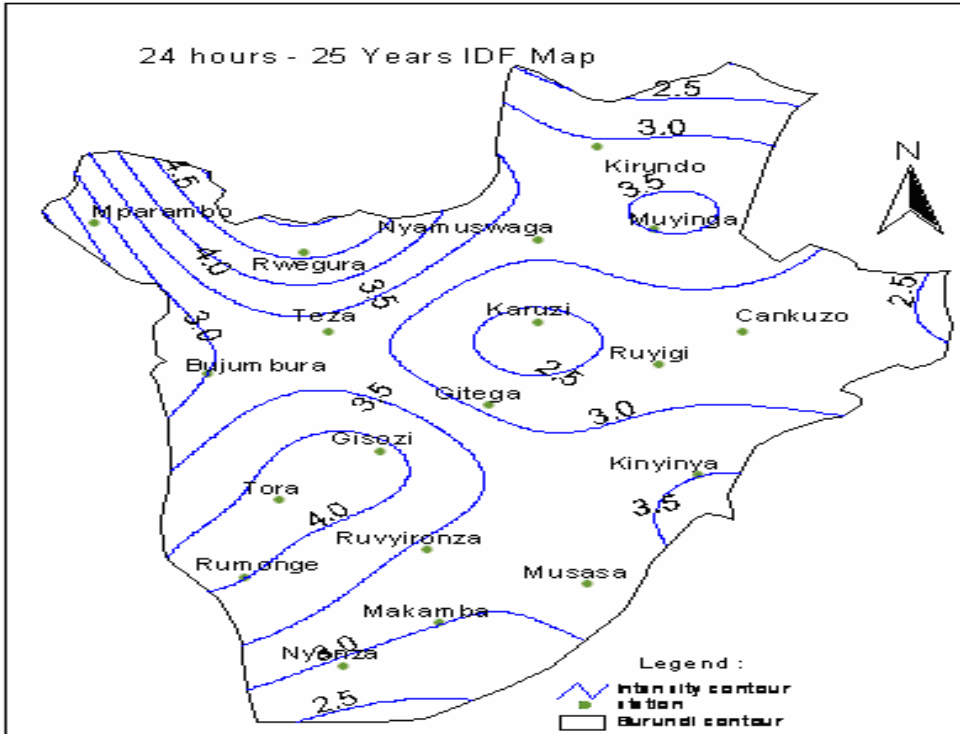 24 hours - 25 Years IDF Map
2.5
3.0
N
Kirundo
4.5
3.5
Mparambo
Muyinga
Nyamuswaga
Rwegura
4.0
3.5
2.5
Karuzi
Teza
Cankuzo
3.0
Ruyigi
Bujumbura
2.5
Gitega
3.5
3.0
Gisozi
Kinyinya
Tora
3.5
4.0
Ruvyironza
Rumonge
Musasa
Makamba
3.0
Nyanza
Legend :
2.5
Intensity contour
station
Burundi contour